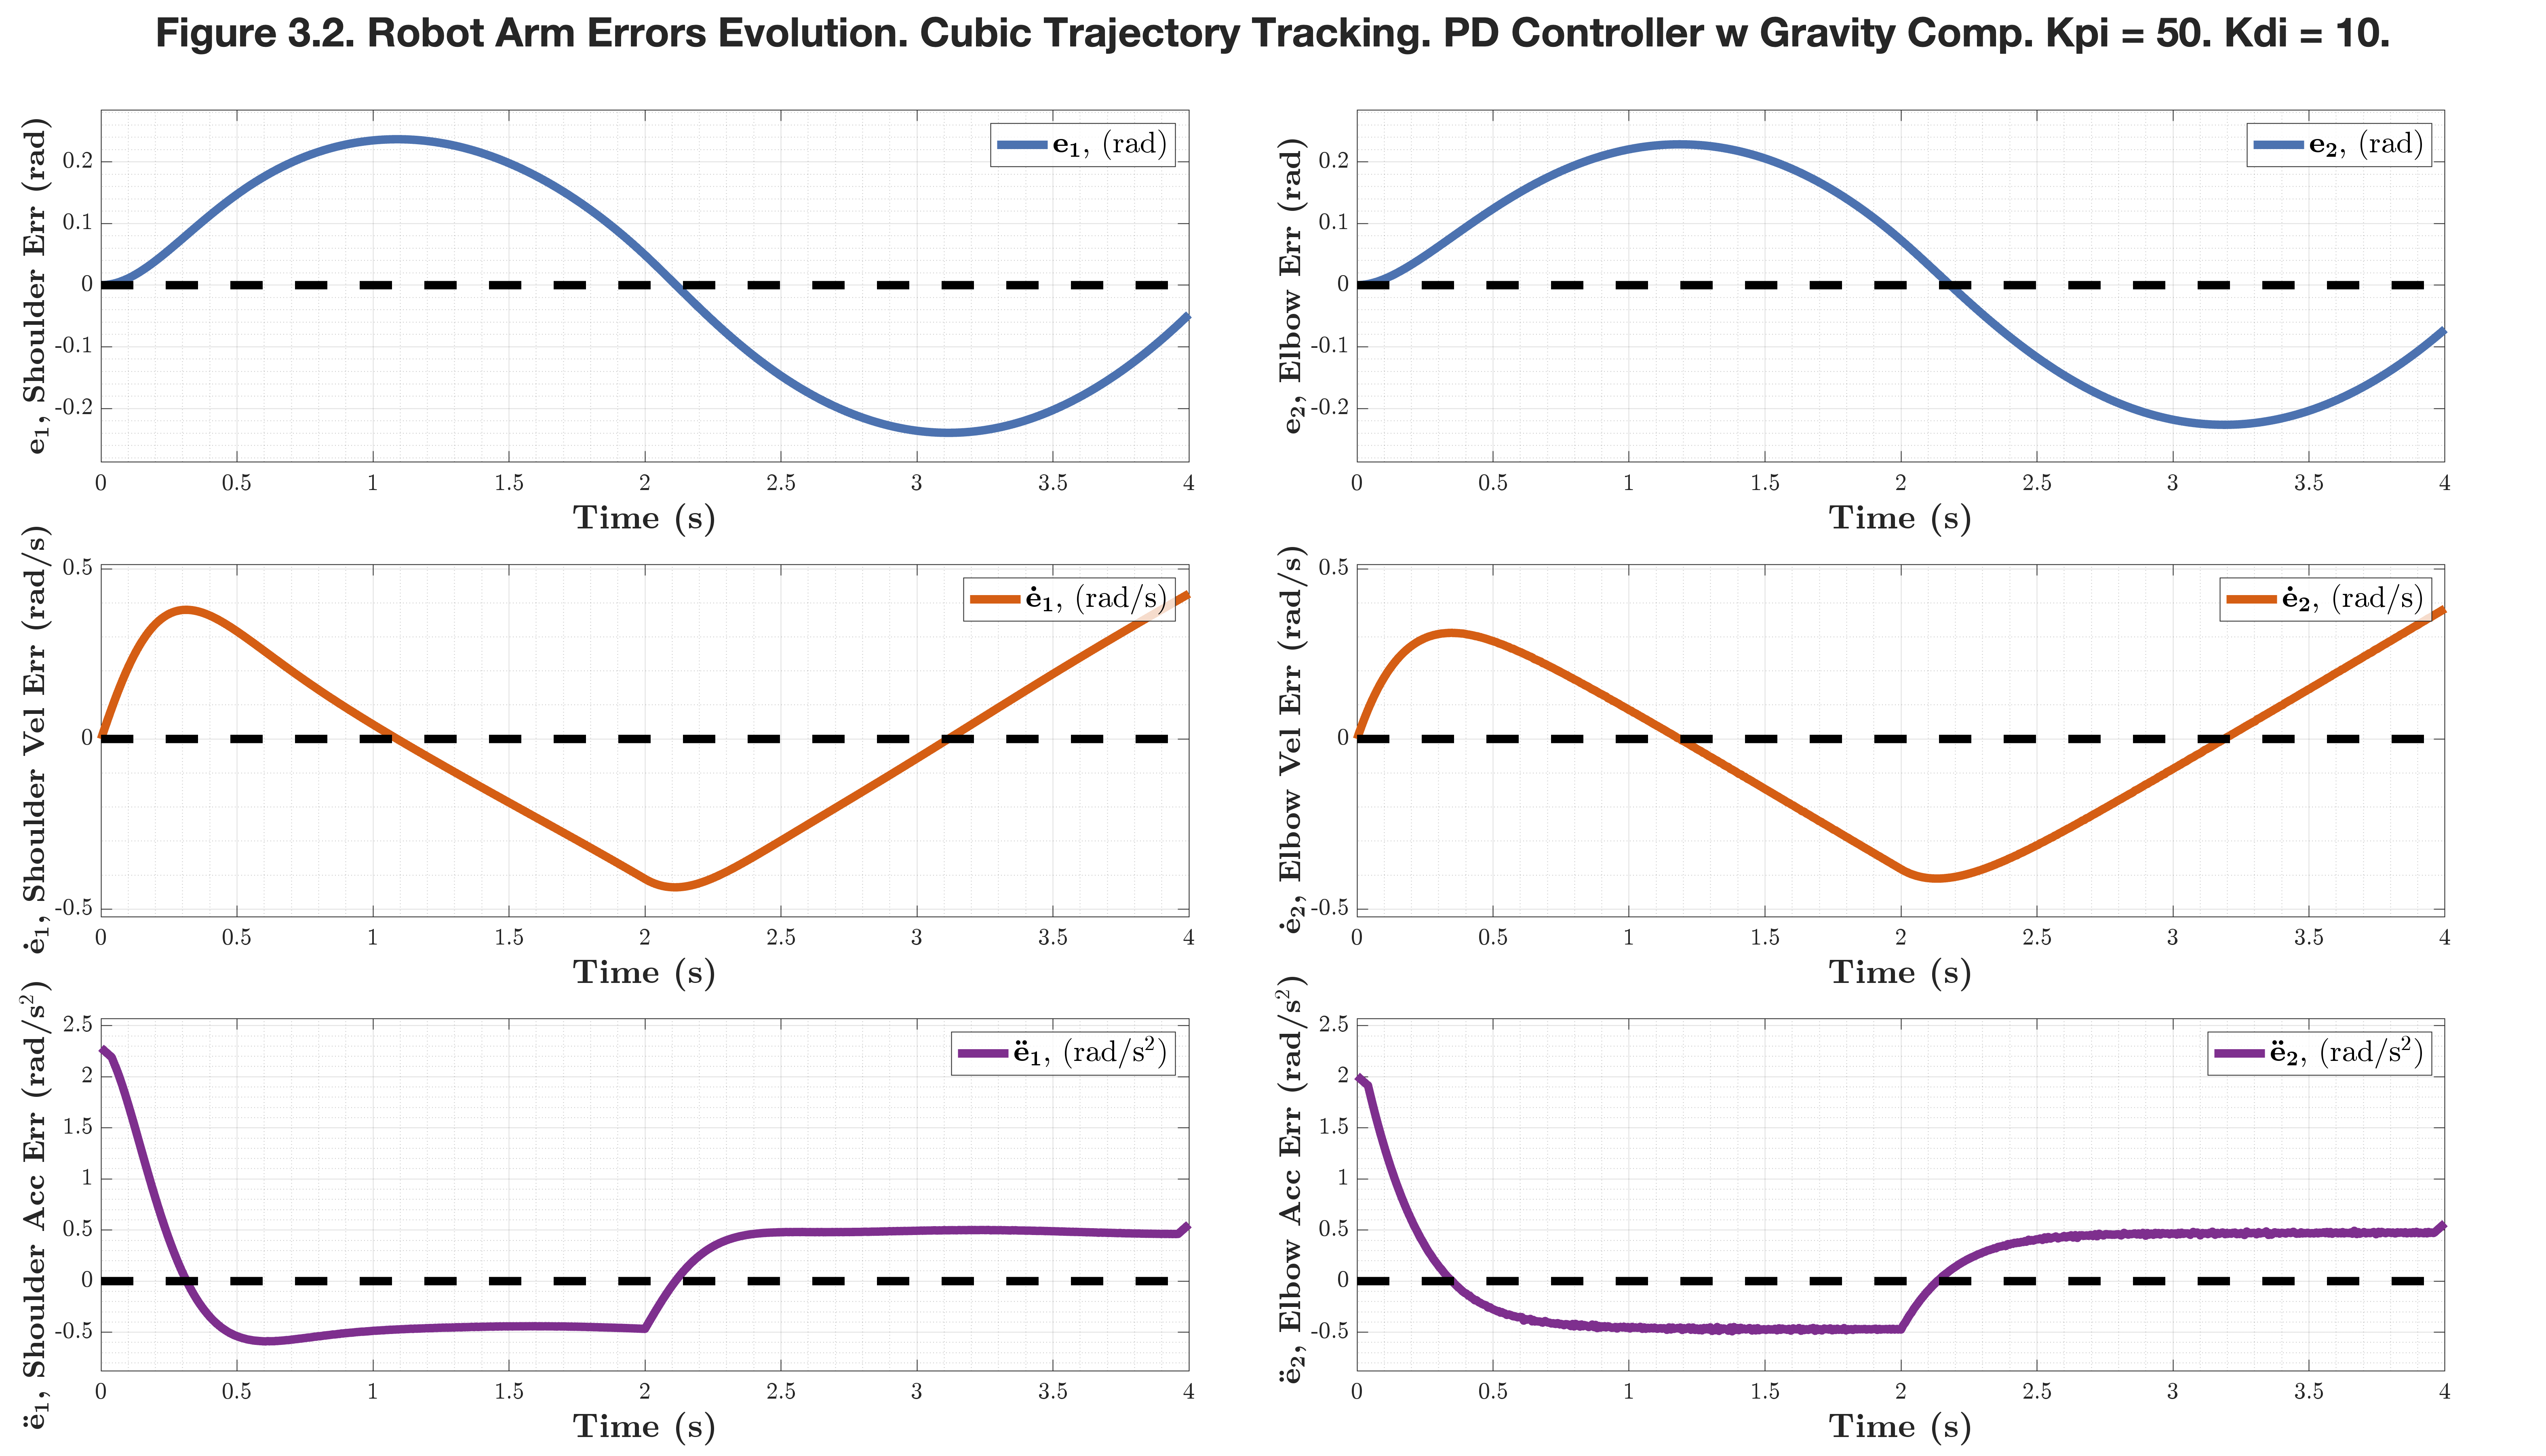 Figure 3.2. Robot Arm Errors Evolution. Cubic Trajectory Tracking. PD Controller w Gravity Comp. Kpi = 50. Kdi = 10.
e₁, Shoulder Err (rad)
0.2
0.1
0
-0.1
-0.2
e₁, (rad)
0 0.5 1 1.5 2 2.5 3 3.5 4
Time (s)
e₂, Elbow Err (rad)
0.2
0.1
0
-0.1
-0.2
e₂, (rad)
0 0.5 1 1.5 2 2.5 3 3.5 4
Time (s)
ė₁, Shoulder Vel Err (rad/s)
0.5
0
-0.5
ė₁, (rad/s)
0 0.5 1 1.5 2 2.5 3 3.5 4
Time (s)
ė₂, Elbow Vel Err (rad/s)
0.5
0
-0.5
ė₂, (rad/s)
0 0.5 1 1.5 2 2.5 3 3.5 4
Time (s)
ë₁, Shoulder Acc Err (rad/s²)
2.5
2
1.5
1
0.5
0
-0.5
ë₁, (rad/s²)
0 0.5 1 1.5 2 2.5 3 3.5 4
Time (s)
ë₂, Elbow Acc Err (rad/s²)
2.5
2
1.5
1
0.5
0
-0.5
ë₂, (rad/s²)
0 0.5 1 1.5 2 2.5 3 3.5 4
Time (s)